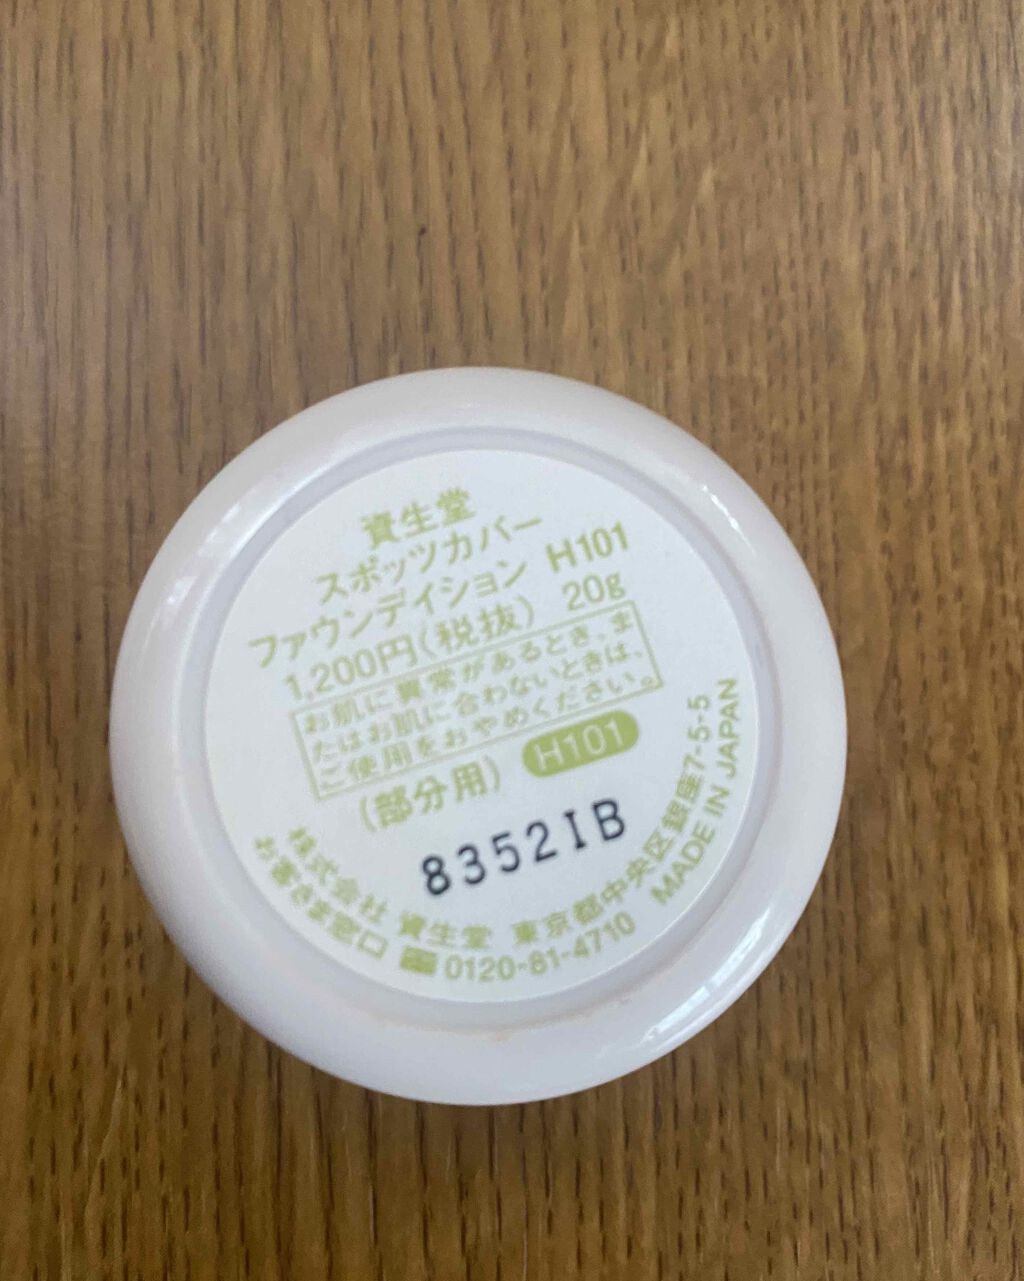 資生堂
スポッツカバー
ファウンデイション H101
1,200円(税抜) 20g
お肌に異常があるとき、ま
たはお肌に合わないときは、
ご使用をおやめください。
(部分用) H101
8352IB
株式会社 資生堂 東京都中央区銀座7-5-5
お客さま窓口 0120-81-4710 MADE IN JAPAN